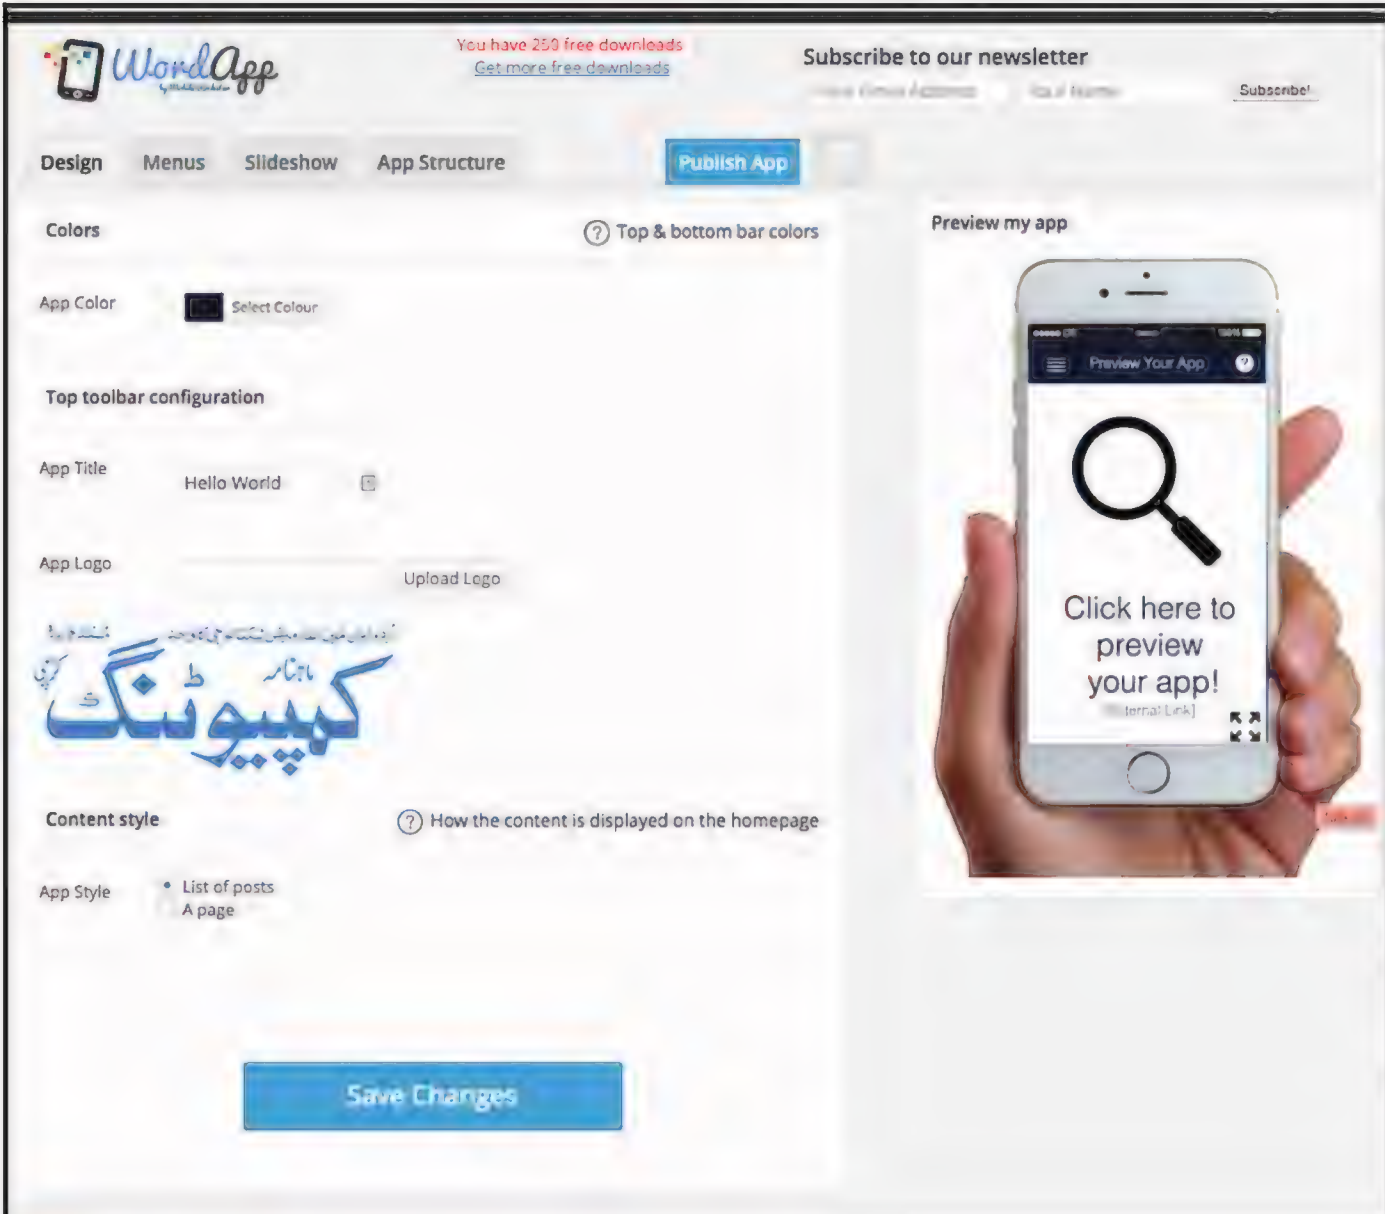 WordApp
You have 250 free downloads
Get more free downloads
Subscribe to our newsletter
Subscribe!
Design
Menus
Slideshow
App Structure
Publish App
Colors
Top & bottom bar colors
App Color
Select Colour
Top toolbar configuration
App Title
Hello World
App Logo
Upload Logo
ماہنامہ
کراچی
کمپیوٹنگ
Content style
How the content is displayed on the homepage
App Style
List of posts
A page
Save Changes
Preview my app
Preview Your App
Click here to
preview
your app!